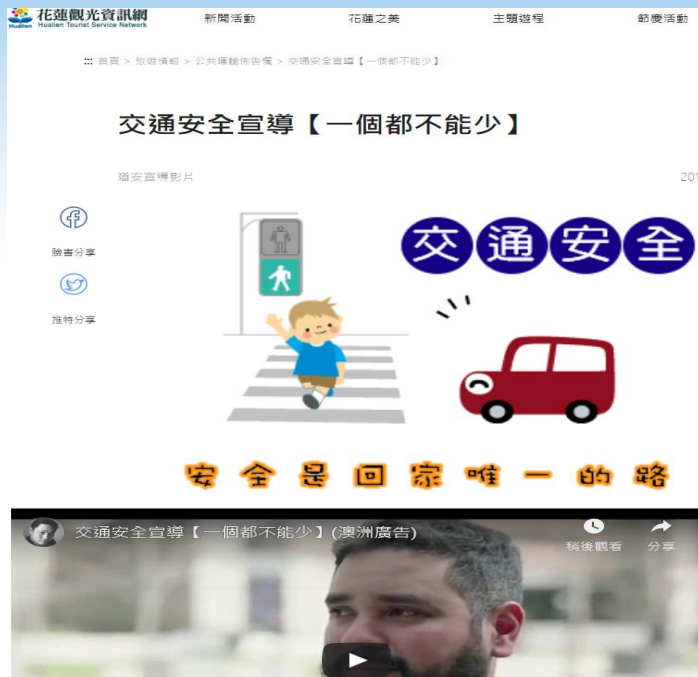 花蓮觀光資訊網
Hualien Tourist Service Network
Hualien
新聞活動
花蓮之美
主題遊程
節慶活動
::: 首頁 > 旅遊情報 > 公共運輸佈告欄 > 交通安全宣導【一個都不能少】
交通安全宣導【一個都不能少】
道安宣導影片
201
臉書分享
推特分享
交通安全
安全是回家唯一的路
交通安全宣導【一個都不能少】(澳洲廣告)
稍後觀看
分享